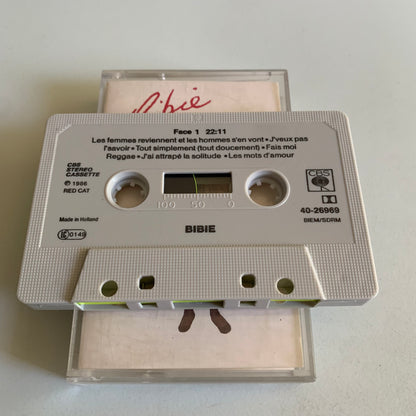 Bibie
Face 1 22:11
Les femmes reviennent et les hommes s'en vont • J'veux pas
l'savoir • Tout simplement (tout doucement) • Fais moi
Reggae • J'ai attrapé la solitude • Les mots d'amour
CBS
STEREO
CASSETTE
℗ 1986
RED CAT
CBS
100 50 0
40-26969
BIEM/SDRM
Made in Holland
0149
BIBIE